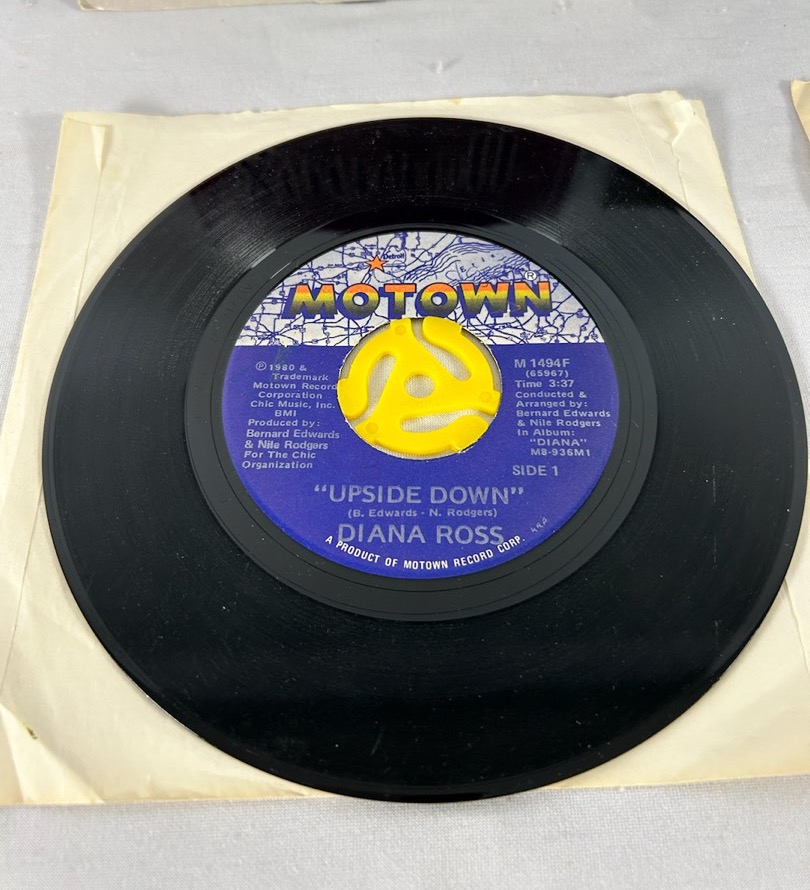 Detroit
MOTOWN®
℗1980 &
Trademark
Motown Record
Corporation
Chic Music, Inc.
BMI
Produced by:
Bernard Edwards
& Nile Rodgers
For The Chic
Organization
M 1494F
(65967)
Time 3:37
Conducted &
Arranged by:
Bernard Edwards
& Nile Rodgers
In Album:
"DIANA"
M8-936M1
SIDE 1
"UPSIDE DOWN"
(B. Edwards - N. Rodgers)
DIANA ROSS
A PRODUCT OF MOTOWN RECORD CORP.